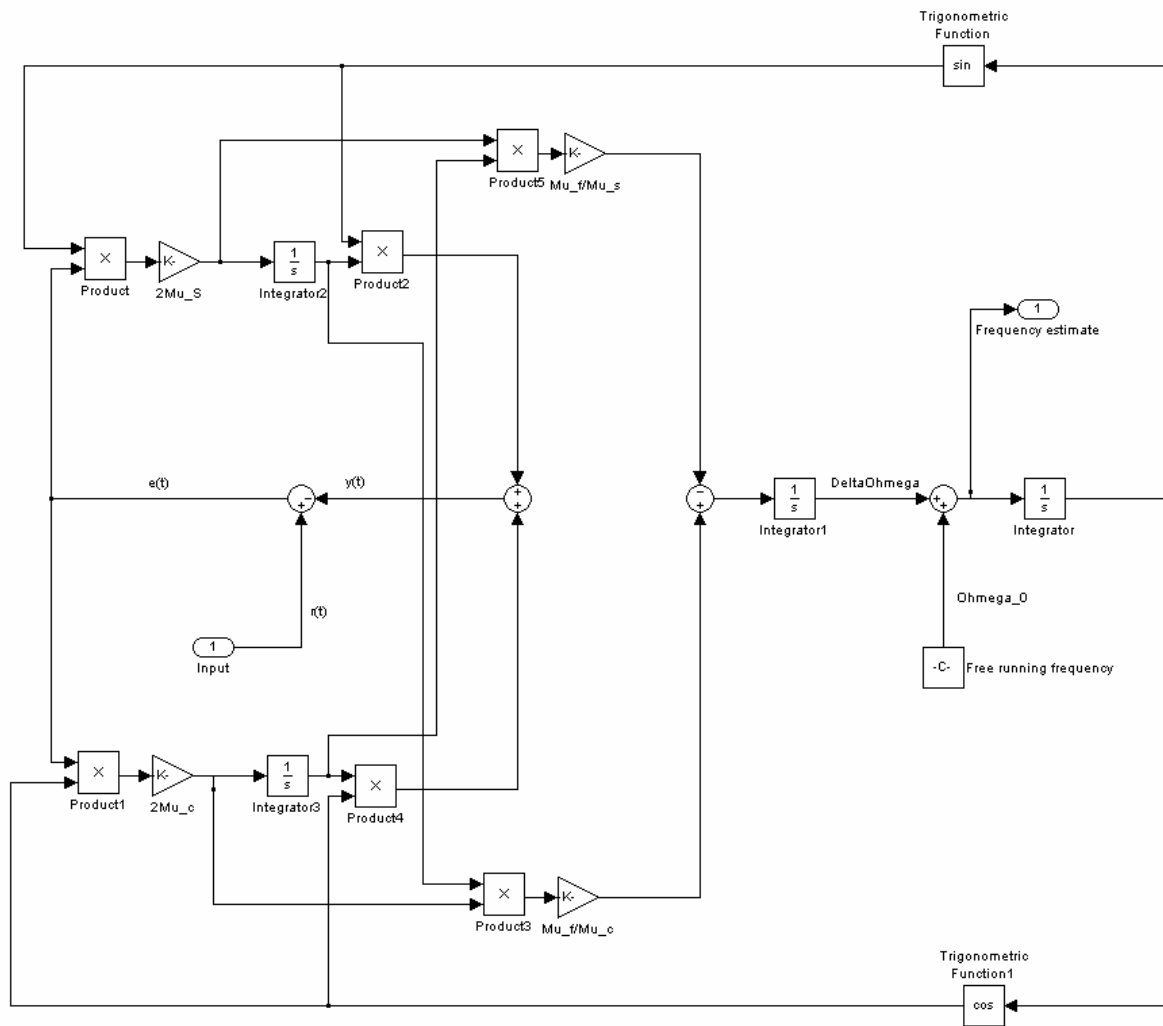 Trigonometric
Function
sin
×
Product5
K-
Mu_f/Mu_s
×
Product
K-
2Mu_S
1
s
Integrator2
×
Product2
1
Frequency estimate
e(t)
−
+
y(t)
+
+
−
+
1
s
Integrator1
DeltaOhmega
+
+
1
s
Integrator
r(t)
Ohmega_0
1
Input
-C-
Free running frequency
×
Product1
K-
2Mu_c
1
s
Integrator3
×
Product4
×
Product3
K-
Mu_f/Mu_c
Trigonometric
Function1
cos